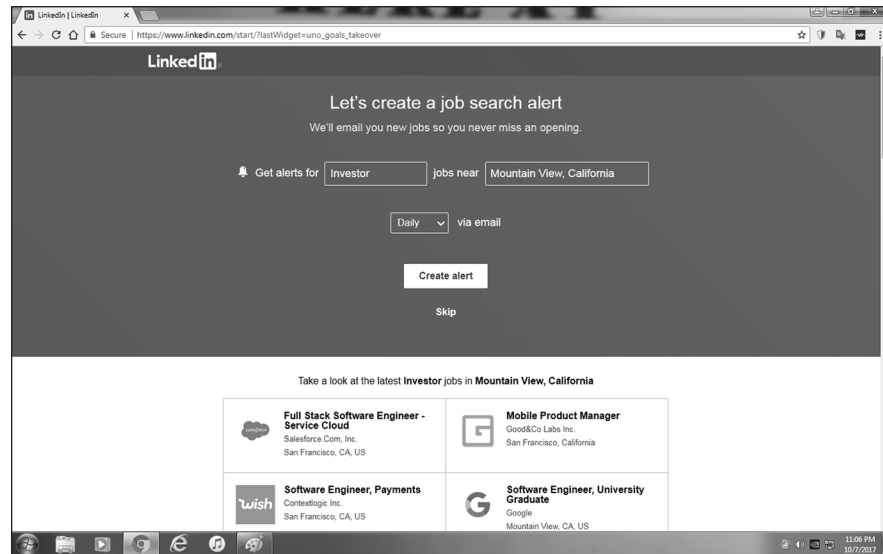 LinkedIn | LinkedIn
Secure | https://www.linkedin.com/start/?lastWidget=uno_goals_takeover
Linked in
Let's create a job search alert
We'll email you new jobs so you never miss an opening.
Get alerts for Investor jobs near Mountain View, California
Daily via email
Create alert
Skip
Take a look at the latest Investor jobs in Mountain View, California
Full Stack Software Engineer -
Service Cloud
Salesforce.Com, Inc.
San Francisco, CA, US
Mobile Product Manager
Good&Co Labs Inc.
San Francisco, California
wish
Software Engineer, Payments
Contextlogic Inc.
San Francisco, CA, US
G
Software Engineer, University
Graduate
Google
Mountain View, CA, US
11:06 PM
10/7/2017